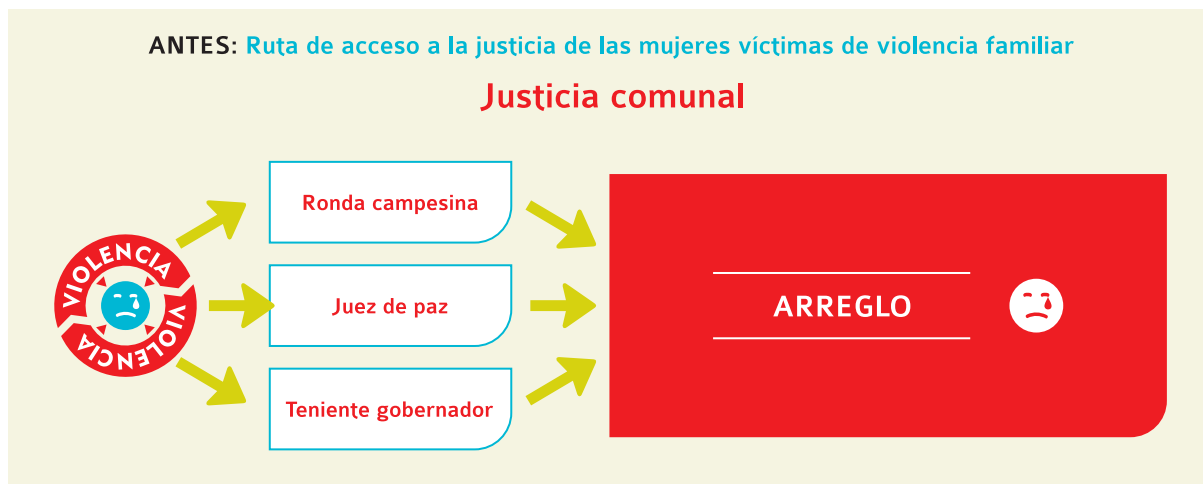 ANTES: Ruta de acceso a la justicia de las mujeres víctimas de violencia familiar
Justicia comunal
VIOLENCIA
VIOLENCIA
VIOLENCIA
Ronda campesina
Juez de paz
Teniente gobernador
ARREGLO